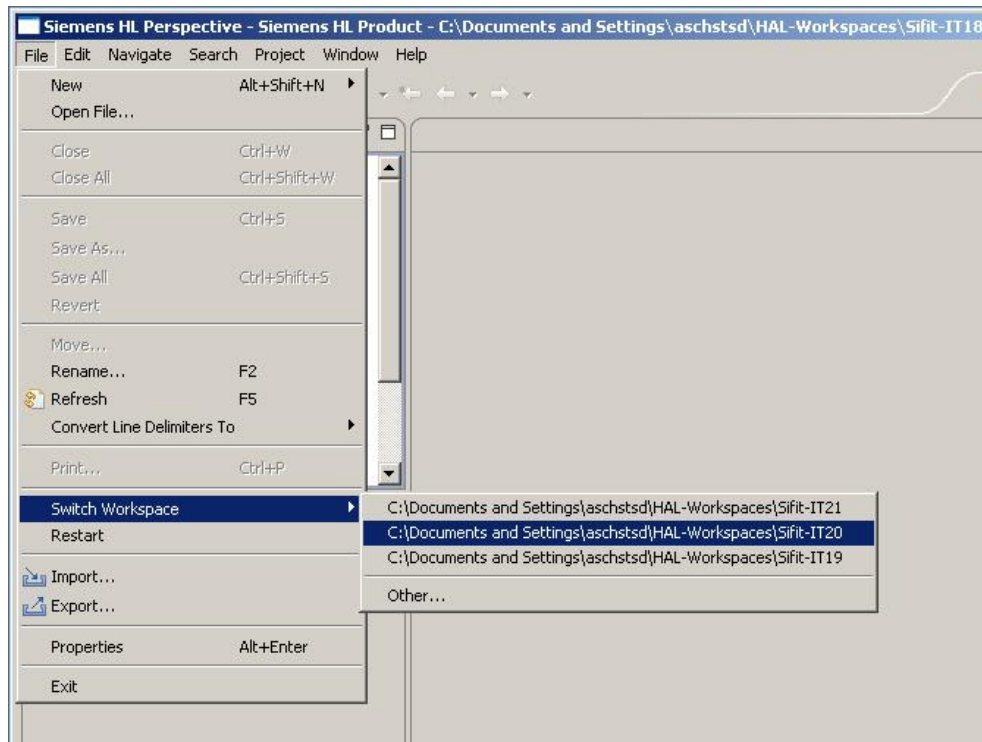 Siemens HL Perspective - Siemens HL Product - C:\Documents and Settings\aschstsd\HAL-Workspaces\Sifit-IT18
File Edit Navigate Search Project Window Help
New Alt+Shift+N
Open File...
Close Ctrl+W
Close All Ctrl+Shift+W
Save Ctrl+S
Save As...
Save All Ctrl+Shift+S
Revert
Move...
Rename... F2
Refresh F5
Convert Line Delimiters To
Print... Ctrl+P
Switch Workspace
C:\Documents and Settings\aschstsd\HAL-Workspaces\Sifit-IT21
Restart
C:\Documents and Settings\aschstsd\HAL-Workspaces\Sifit-IT20
C:\Documents and Settings\aschstsd\HAL-Workspaces\Sifit-IT19
Import...
Other...
Export...
Properties Alt+Enter
Exit